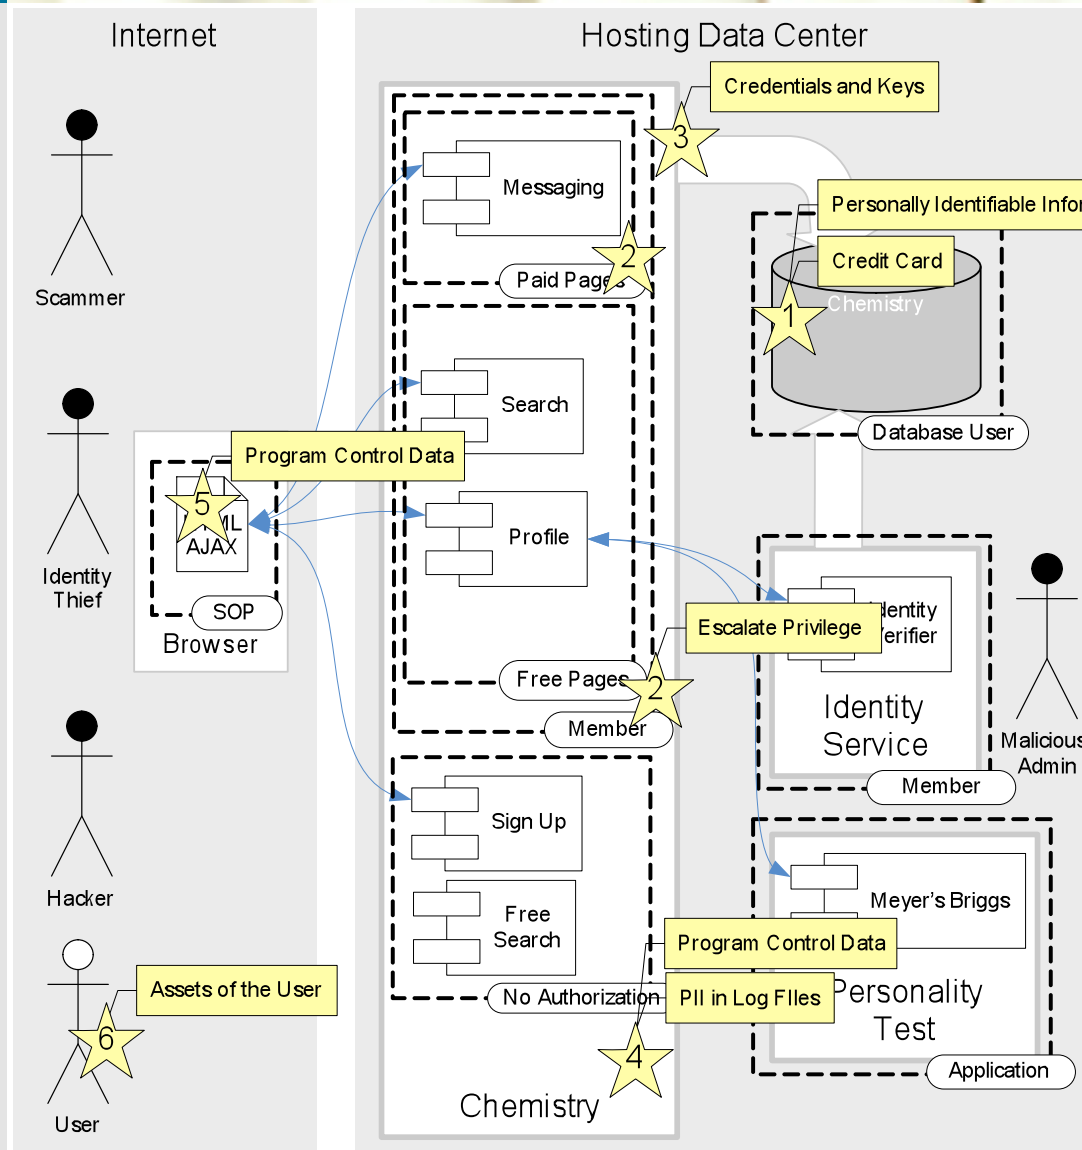 Internet
Hosting Data Center
Credentials and Keys
3
Messaging
Personally Identifiable
2
Paid Pages
Credit Card
1
Chemistry
Scammer
Search
Database User
Program Control Data
5
AJAX
Profile
SOP
Browser
Identity
Thief
Escalate Privilege
Identity
Verifier
Free Pages
2
Member
Identity
Service
Malicious
Admin
Member
Sign Up
Meyer's Briggs
Hacker
Free
Search
Program Control Data
Assets of the User
No Authorization
PII in Log FIles
Personality
Test
6
4
Application
Chemistry
User